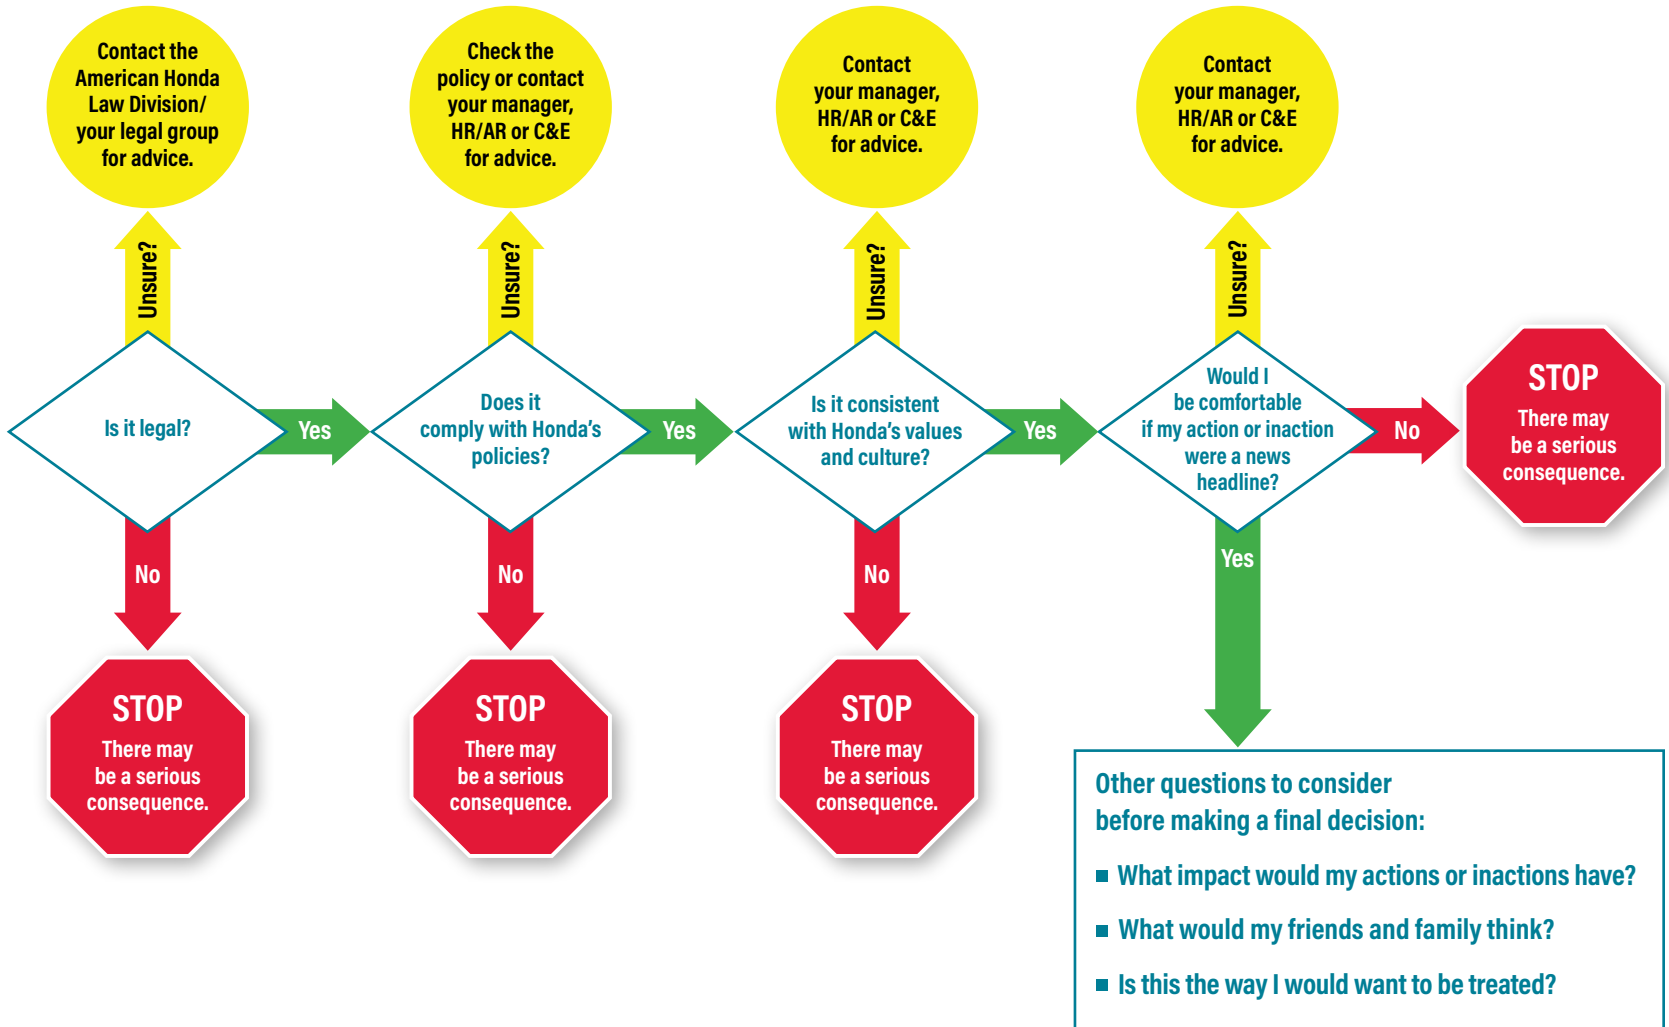 Contact the
American Honda
Law Division/
your legal group
for advice.
Check the
policy or contact
your manager,
HR/AR or C&E
for advice.
Contact
your manager,
HR/AR or C&E
for advice.
Contact
your manager,
HR/AR or C&E
for advice.
Unsure?
Unsure?
Unsure?
Unsure?
Is it legal?
Yes
Does it
comply with Honda's
policies?
Yes
Is it consistent
with Honda's values
and culture?
Yes
Would I
be comfortable
if my action or inaction
were a news
headline?
No
STOP
There may
be a serious
consequence.
No
No
No
Yes
STOP
There may
be a serious
consequence.
STOP
There may
be a serious
consequence.
STOP
There may
be a serious
consequence.
Other questions to consider
before making a final decision:
■ What impact would my actions or inactions have?
■ What would my friends and family think?
■ Is this the way I would want to be treated?